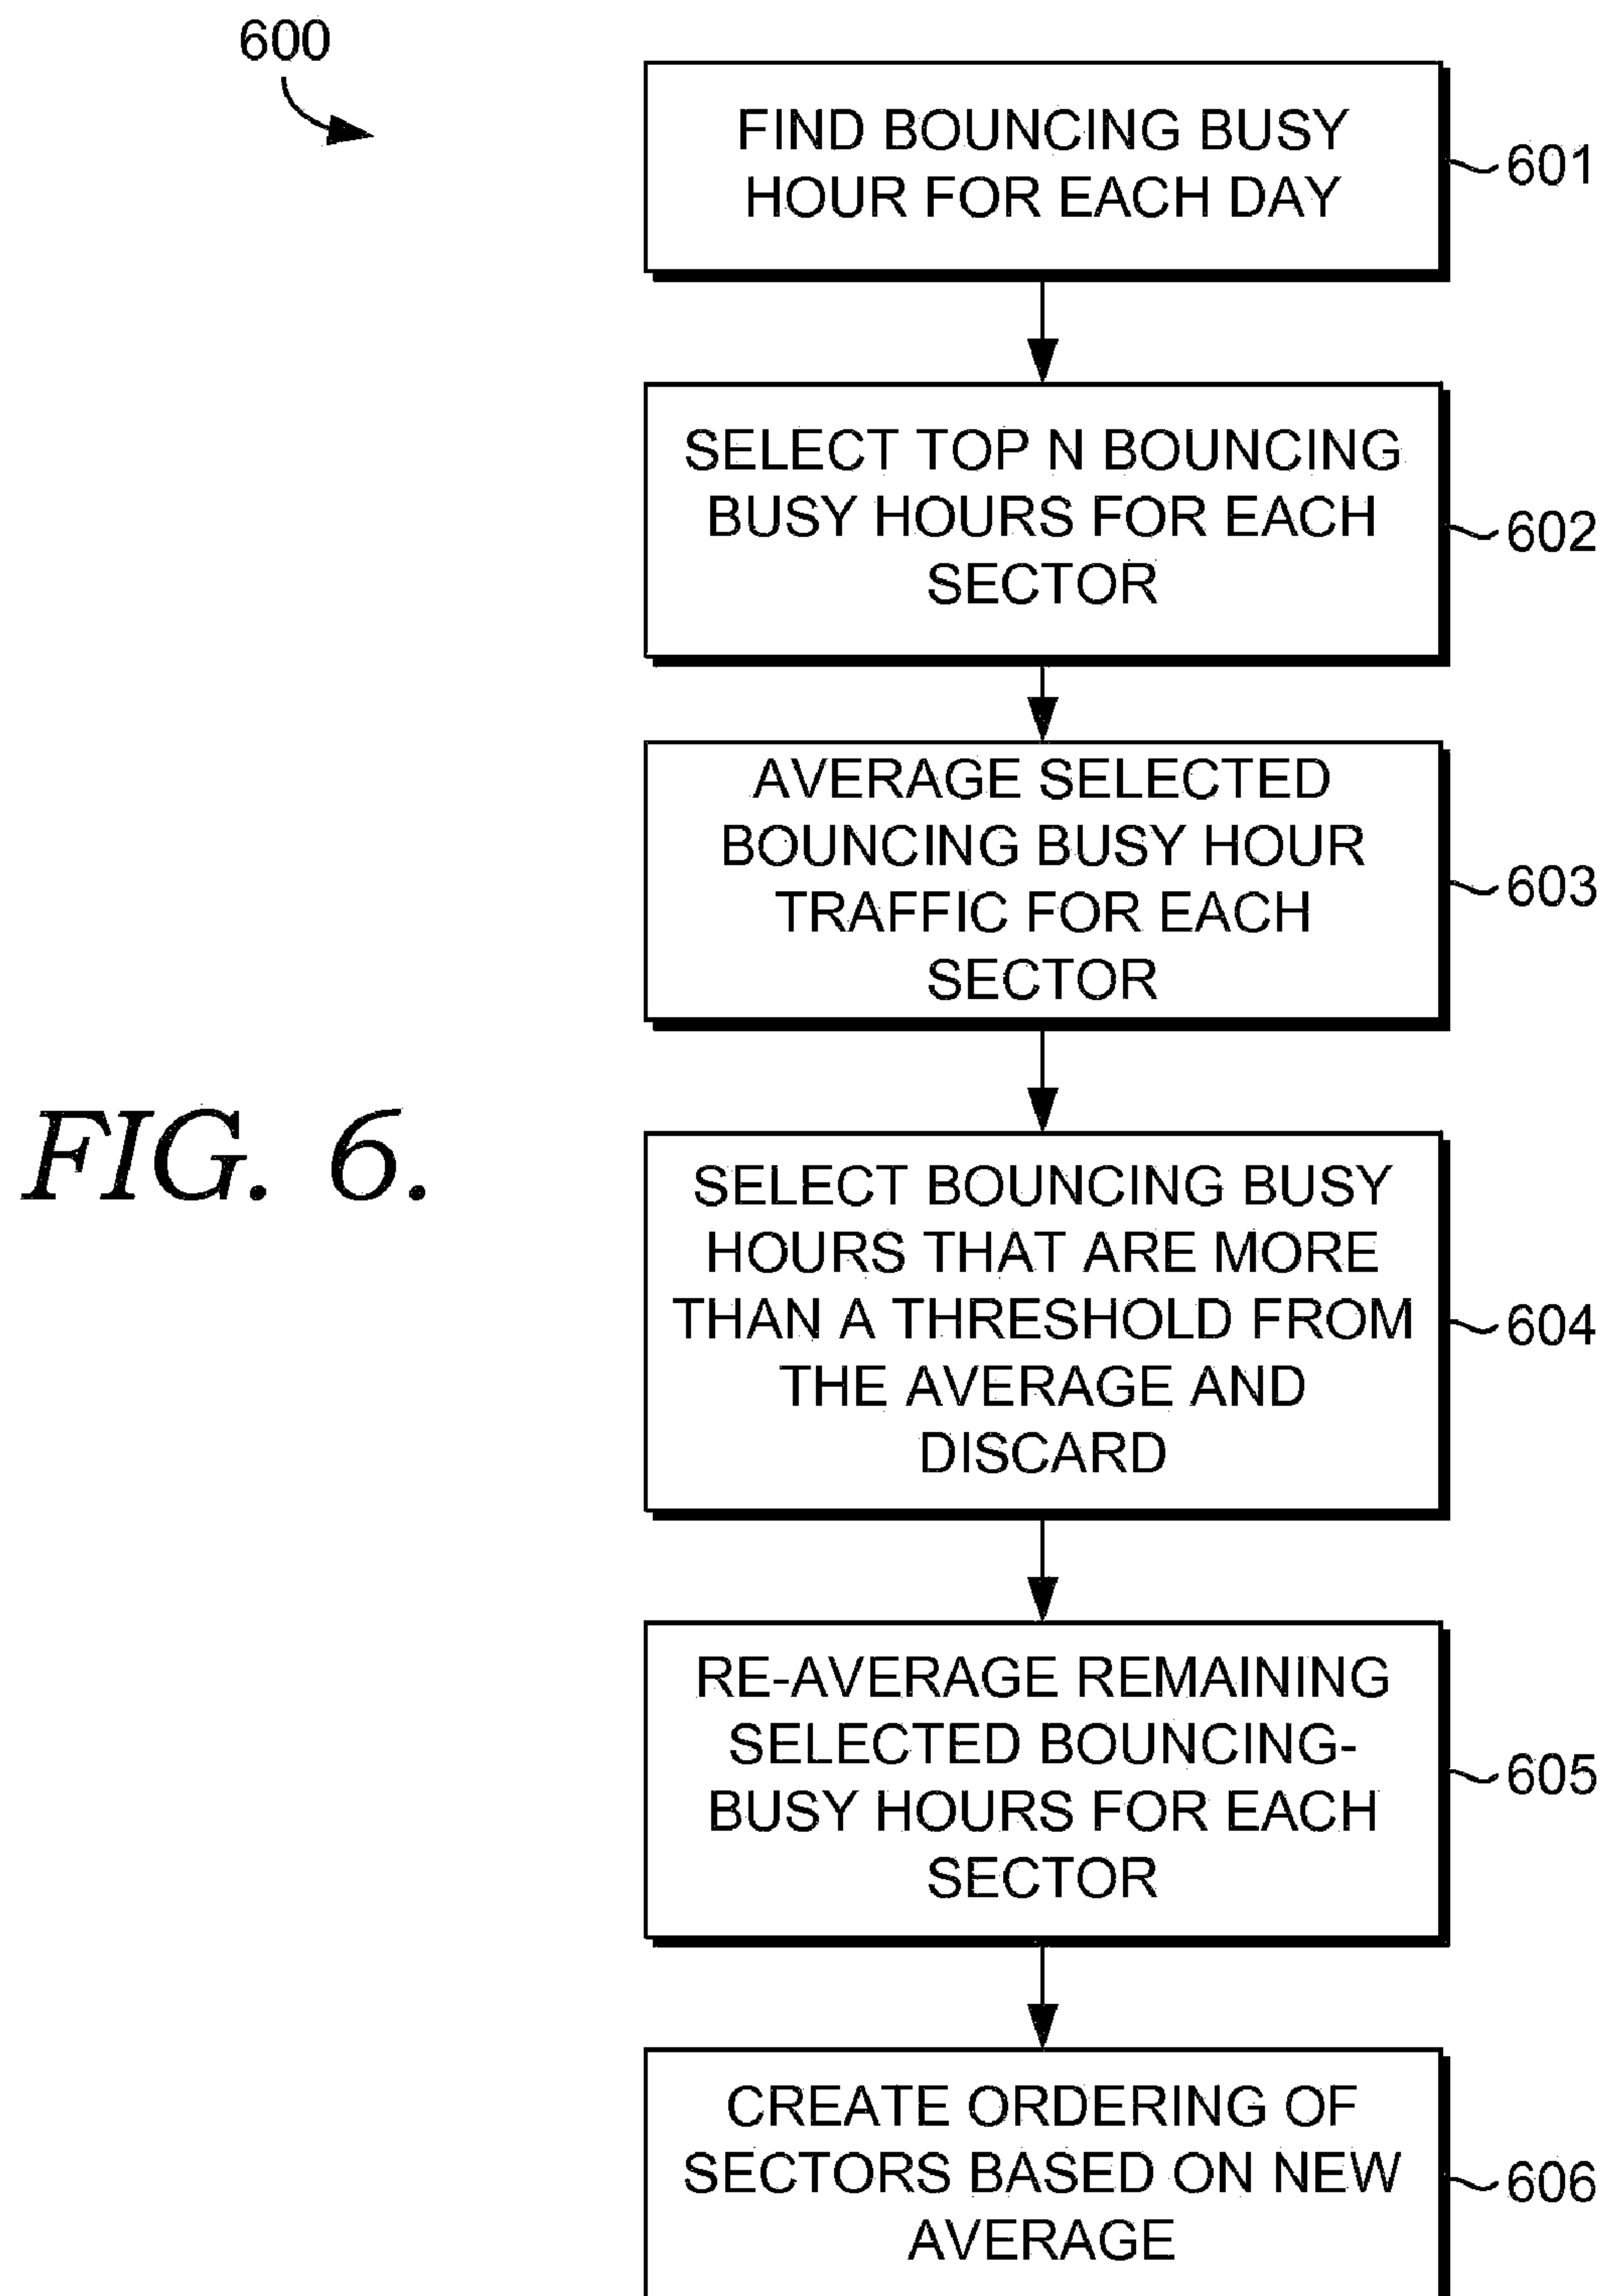 600
FIND BOUNCING BUSY
HOUR FOR EACH DAY
601
SELECT TOP N BOUNCING
BUSY HOURS FOR EACH
SECTOR
602
AVERAGE SELECTED
BOUNCING BUSY HOUR
TRAFFIC FOR EACH
SECTOR
603
FIG. 6.
SELECT BOUNCING BUSY
HOURS THAT ARE MORE
THAN A THRESHOLD FROM
THE AVERAGE AND
DISCARD
604
RE-AVERAGE REMAINING
SELECTED BOUNCING-
BUSY HOURS FOR EACH
SECTOR
605
CREATE ORDERING OF
SECTORS BASED ON NEW
AVERAGE
606